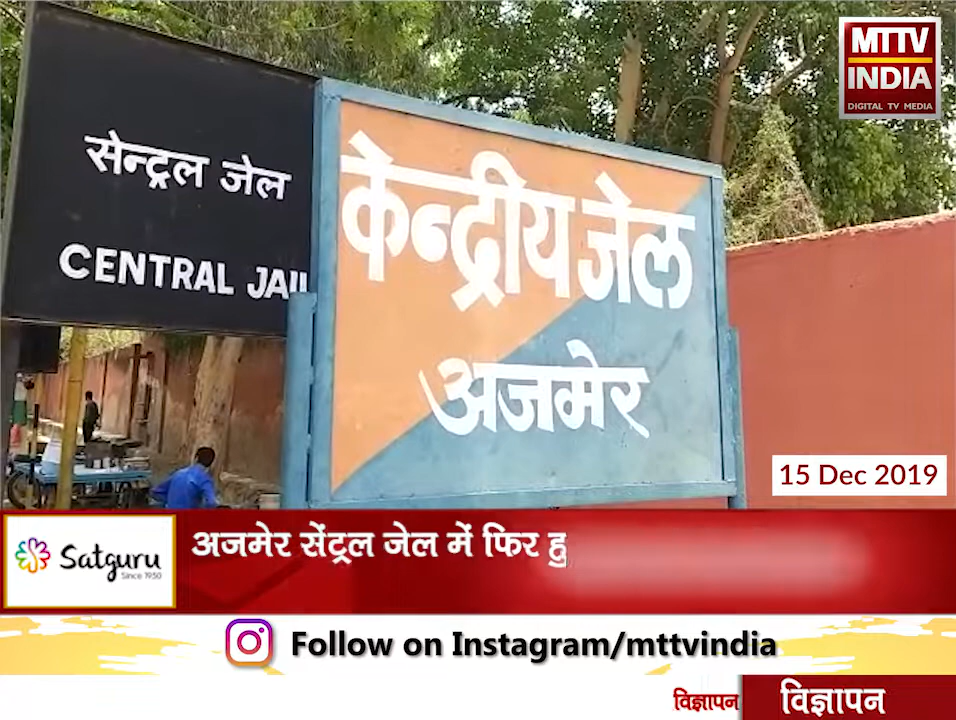 MTTV
INDIA
DIGITAL TV MEDIA
सेन्ट्रल जेल
CENTRAL JAIL
केन्द्रीय जेल
अजमेर
15 Dec 2019
Satguru
Since 1950
अजमेर सेंट्रल जेल में फिर हु
Follow on Instagram/mttvindia
विज्ञापन
विज्ञापन